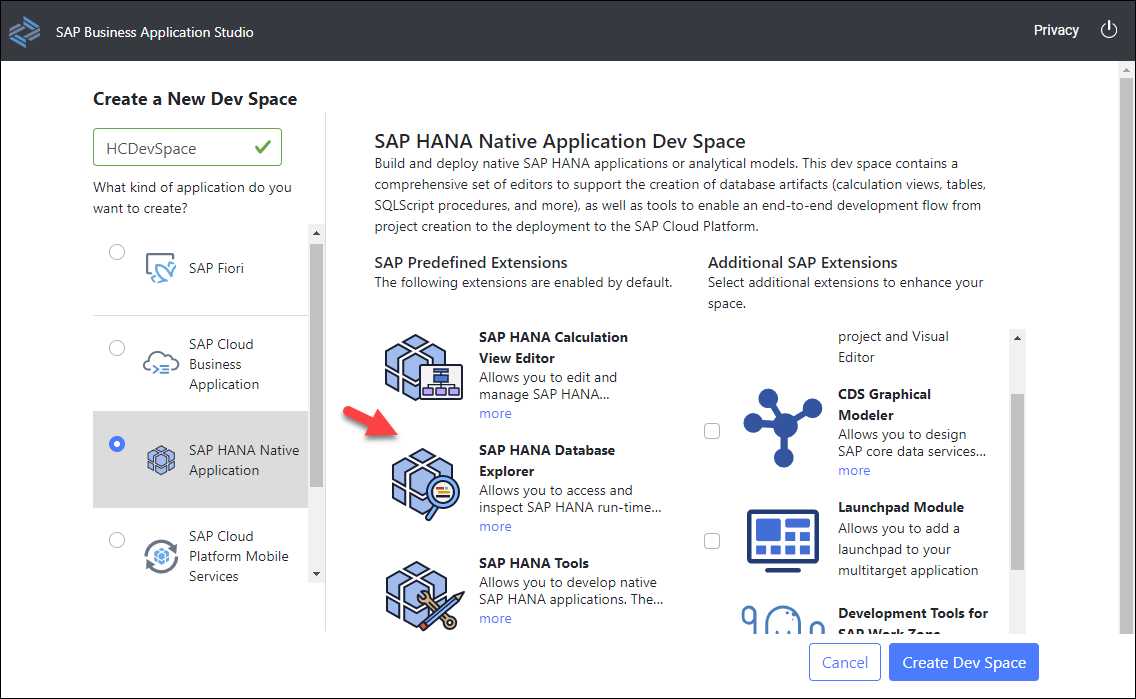 SAP Business Application Studio
Privacy
Create a New Dev Space
HCDevSpace
What kind of application do you
want to create?
SAP Fiori
SAP Cloud
Business
Application
SAP HANA Native
Application
SAP Cloud
Platform Mobile
Services
SAP HANA Native Application Dev Space
Build and deploy native SAP HANA applications or analytical models. This dev space contains a
comprehensive set of editors to support the creation of database artifacts (calculation views, tables,
SQLScript procedures, and more), as well as tools to enable an end-to-end development flow from
project creation to the deployment to the SAP Cloud Platform.
SAP Predefined Extensions
The following extensions are enabled by default.
SAP HANA Calculation
View Editor
Allows you to edit and
manage SAP HANA...
more
SAP HANA Database
Explorer
Allows you to access and
inspect SAP HANA run-time...
more
SAP HANA Tools
Allows you to develop native
SAP HANA applications. The...
more
Additional SAP Extensions
Select additional extensions to enhance your
space.
project and Visual
Editor
CDS Graphical
Modeler
Allows you to design
SAP core data services...
more
Launchpad Module
Allows you to add a
launchpad to your
multitarget application
Development Tools for
SAP Work Zone
Cancel
Create Dev Space